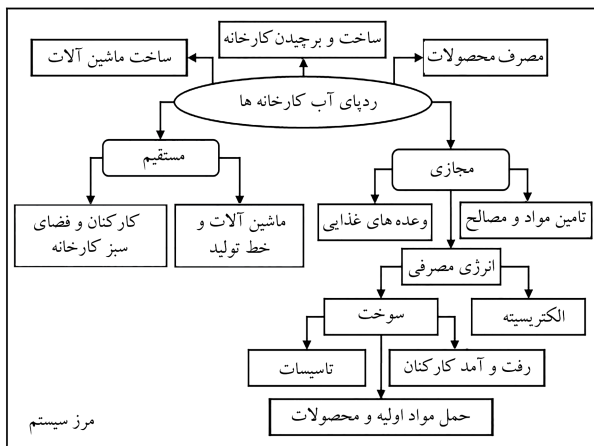 ساخت و برچیدن کارخانه
مصرف محصولات
ساخت ماشین آلات
ردپای آب کارخانه ها
مستقیم
مجازی
کارکنان و فضای
سبز کارخانه
ماشین آلات و
خط تولید
وعده های غذایی
تامین مواد و مصالح
انرژی مصرفی
سوخت
الکتریسیته
تاسیسات
رفت و آمد کارکنان
حمل مواد اولیه و محصولات
مرز سیستم